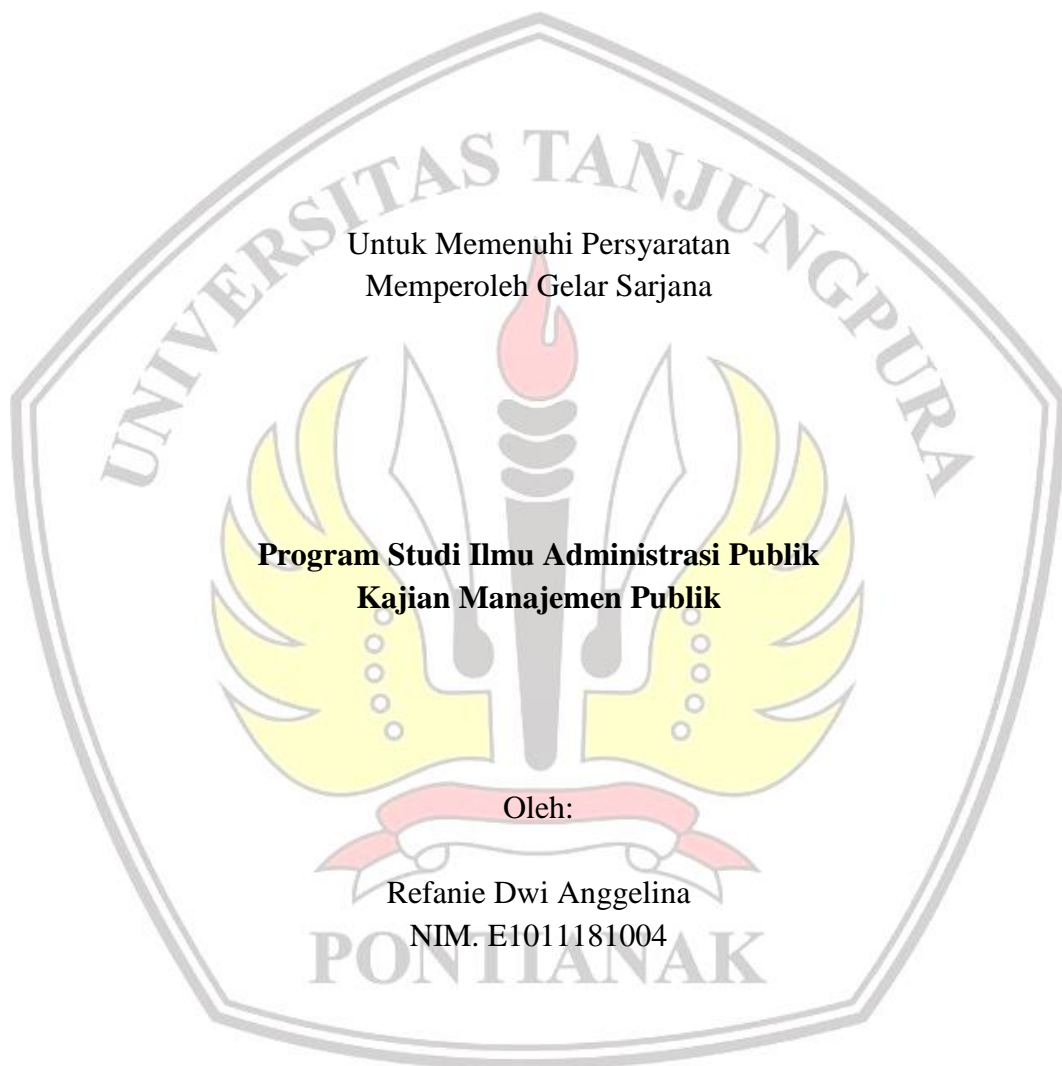 UNIVERSITAS TANJUNGPURA
Untuk Memenuhi Persyaratan
Memperoleh Gelar Sarjana
Program Studi Ilmu Administrasi Publik
Kajian Manajemen Publik
Oleh:
Refanie Dwi Anggelina
NIM. E1011181004
PONTIANAK